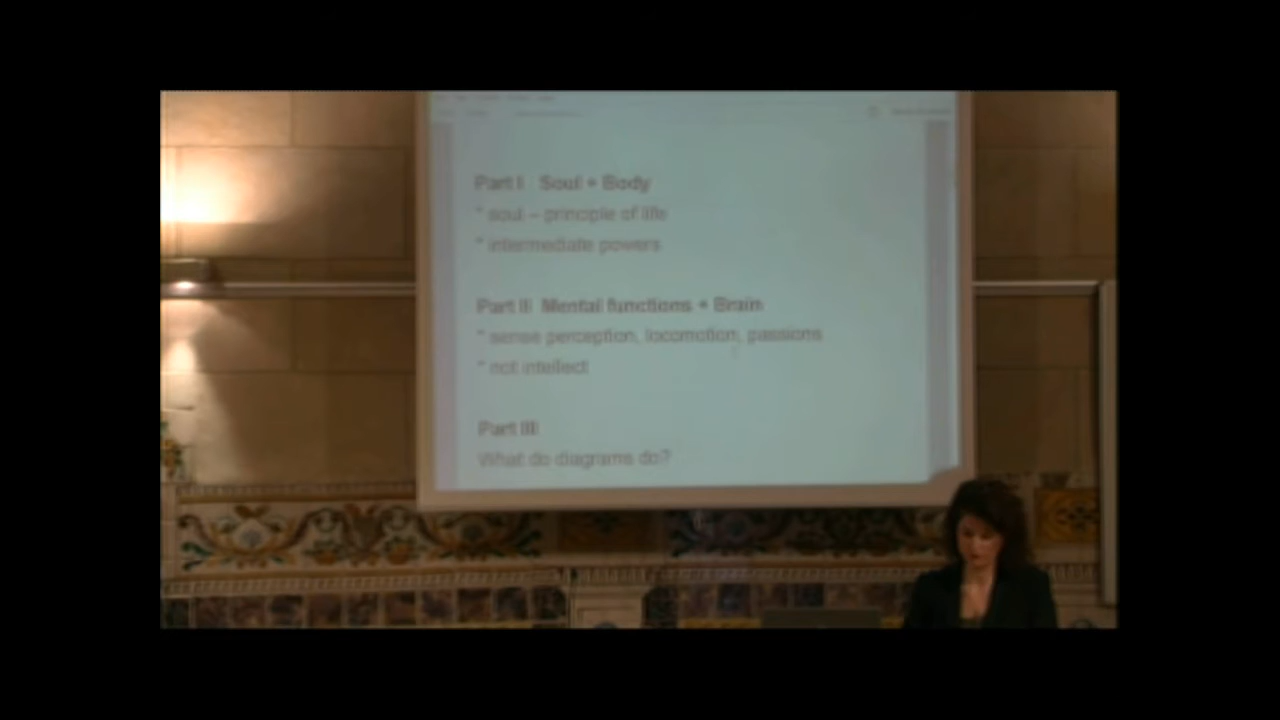 Part I Soul + Body
* soul – principle of life
* intermediate powers
Part II Mental functions + Brain
* sense perception, locomotion, passions
* not intellect
Part III
What do diagrams do?